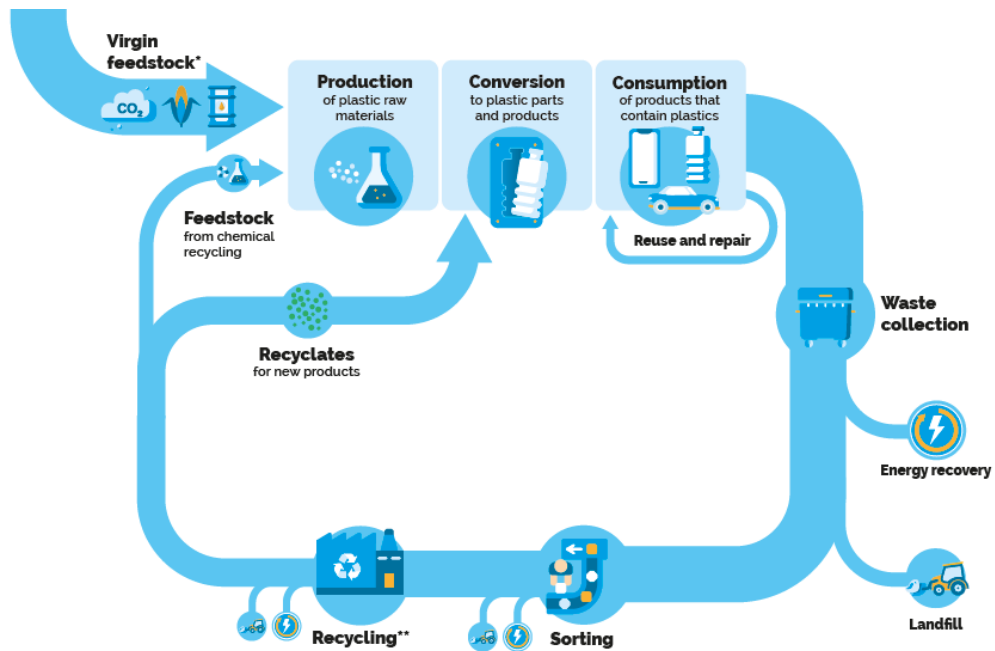 Virgin
feedstock*
CO₂
Production
of plastic raw
materials
Conversion
to plastic parts
and products
Consumption
of products that
contain plastics
Feedstock
from chemical
recycling
Reuse and repair
Waste
collection
Recyclates
for new products
Energy recovery
Recycling**
Sorting
Landfill